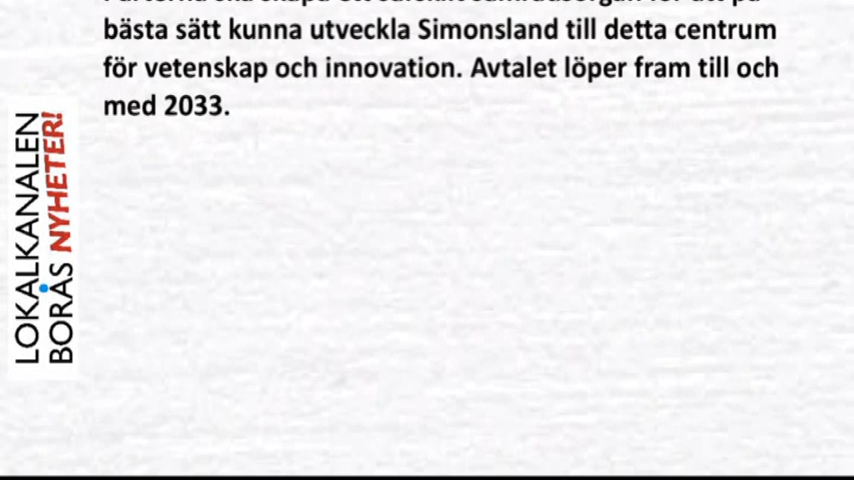 bästa sätt kunna utveckla Simonsland till detta centrum
för vetenskap och innovation. Avtalet löper fram till och
med 2033.
LOKALKANALEN
BORÅS NYHETER!